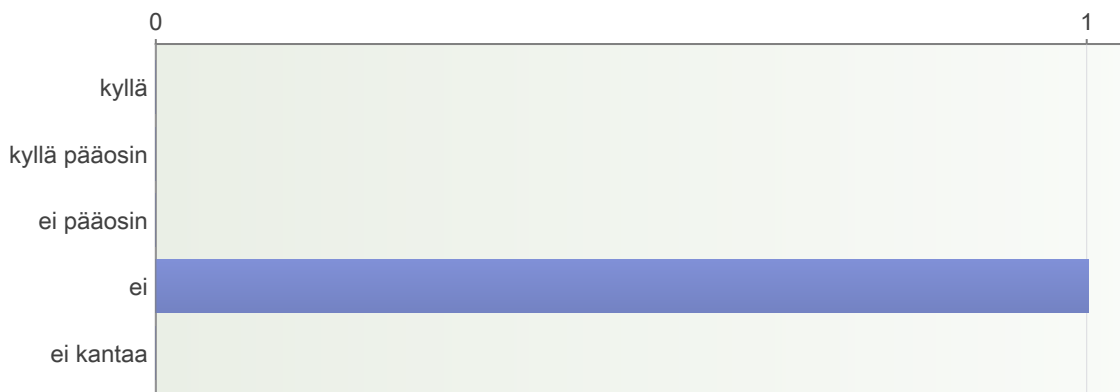 0 1
kyllä
kyllä pääosin
ei pääosin
ei
ei kantaa